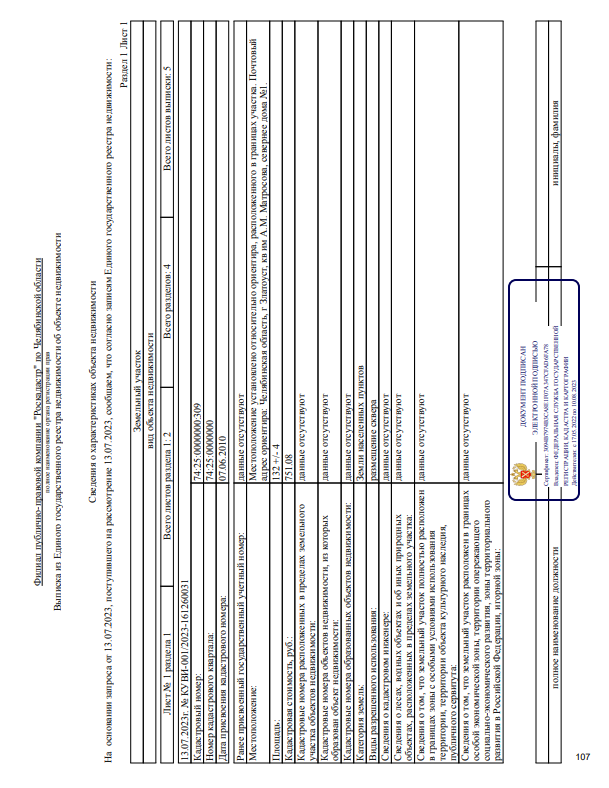 Филиал публично-правовой компании "Роскадастр" по Челябинской области
полное наименование органа регистрации прав
Выписка из Единого государственного реестра недвижимости об объекте недвижимости
Сведения о характеристиках объекта недвижимости
На основании запроса от 13.07.2023, поступившего на рассмотрение 13.07.2023, сообщаем, что согласно записям Единого государственного реестра недвижимости:
Раздел 1 Лист 1
Земельный участок
вид объекта недвижимости
Лист № 1 раздела 1 Всего листов раздела 1: 2 Всего разделов: 4 Всего листов выписки: 5
13.07.2023г. № КУВИ-001/2023-161260031
Кадастровый номер: 74:25:0000000:309
Номер кадастрового квартала: 74:25:0000000
Дата присвоения кадастрового номера: 07.06.2010
Ранее присвоенный государственный учетный номер: данные отсутствуют
Местоположение: Местоположение установлено относительно ориентира, расположенного в границах участка. Почтовый
адрес ориентира: Челябинская область, г Златоуст, кв им А.М. Матросова, севернее дома №1.
Площадь: 132 +/- 4
Кадастровая стоимость, руб.: 751.08
Кадастровые номера расположенных в пределах земельного данные отсутствуют
участка объектов недвижимости:
Кадастровые номера объектов недвижимости, из которых данные отсутствуют
образован объект недвижимости:
Кадастровые номера образованных объектов недвижимости: данные отсутствуют
Категория земель: Земли населенных пунктов
Виды разрешенного использования: размещение сквера
Сведения о кадастровом инженере: данные отсутствуют
Сведения о лесах, водных объектах и об иных природных данные отсутствуют
объектах, расположенных в пределах земельного участка:
Сведения о том, что земельный участок полностью расположен данные отсутствуют
в границах зоны с особыми условиями использования
территории, территории объекта культурного наследия,
публичного сервитута:
Сведения о том, что земельный участок расположен в границах данные отсутствуют
особой экономической зоны, территории опережающего
социально-экономического развития, зоны территориального
развития в Российской Федерации, игорной зоны:
ДОКУМЕНТ ПОДПИСАН
ЭЛЕКТРОННОЙ ПОДПИСЬЮ
Владелец: ФЕДЕРАЛЬНАЯ СЛУЖБА ГОСУДАРСТВЕННОЙ
РЕГИСТРАЦИИ, КАДАСТРА И КАРТОГРАФИИ
полное наименование должности инициалы, фамилия
107